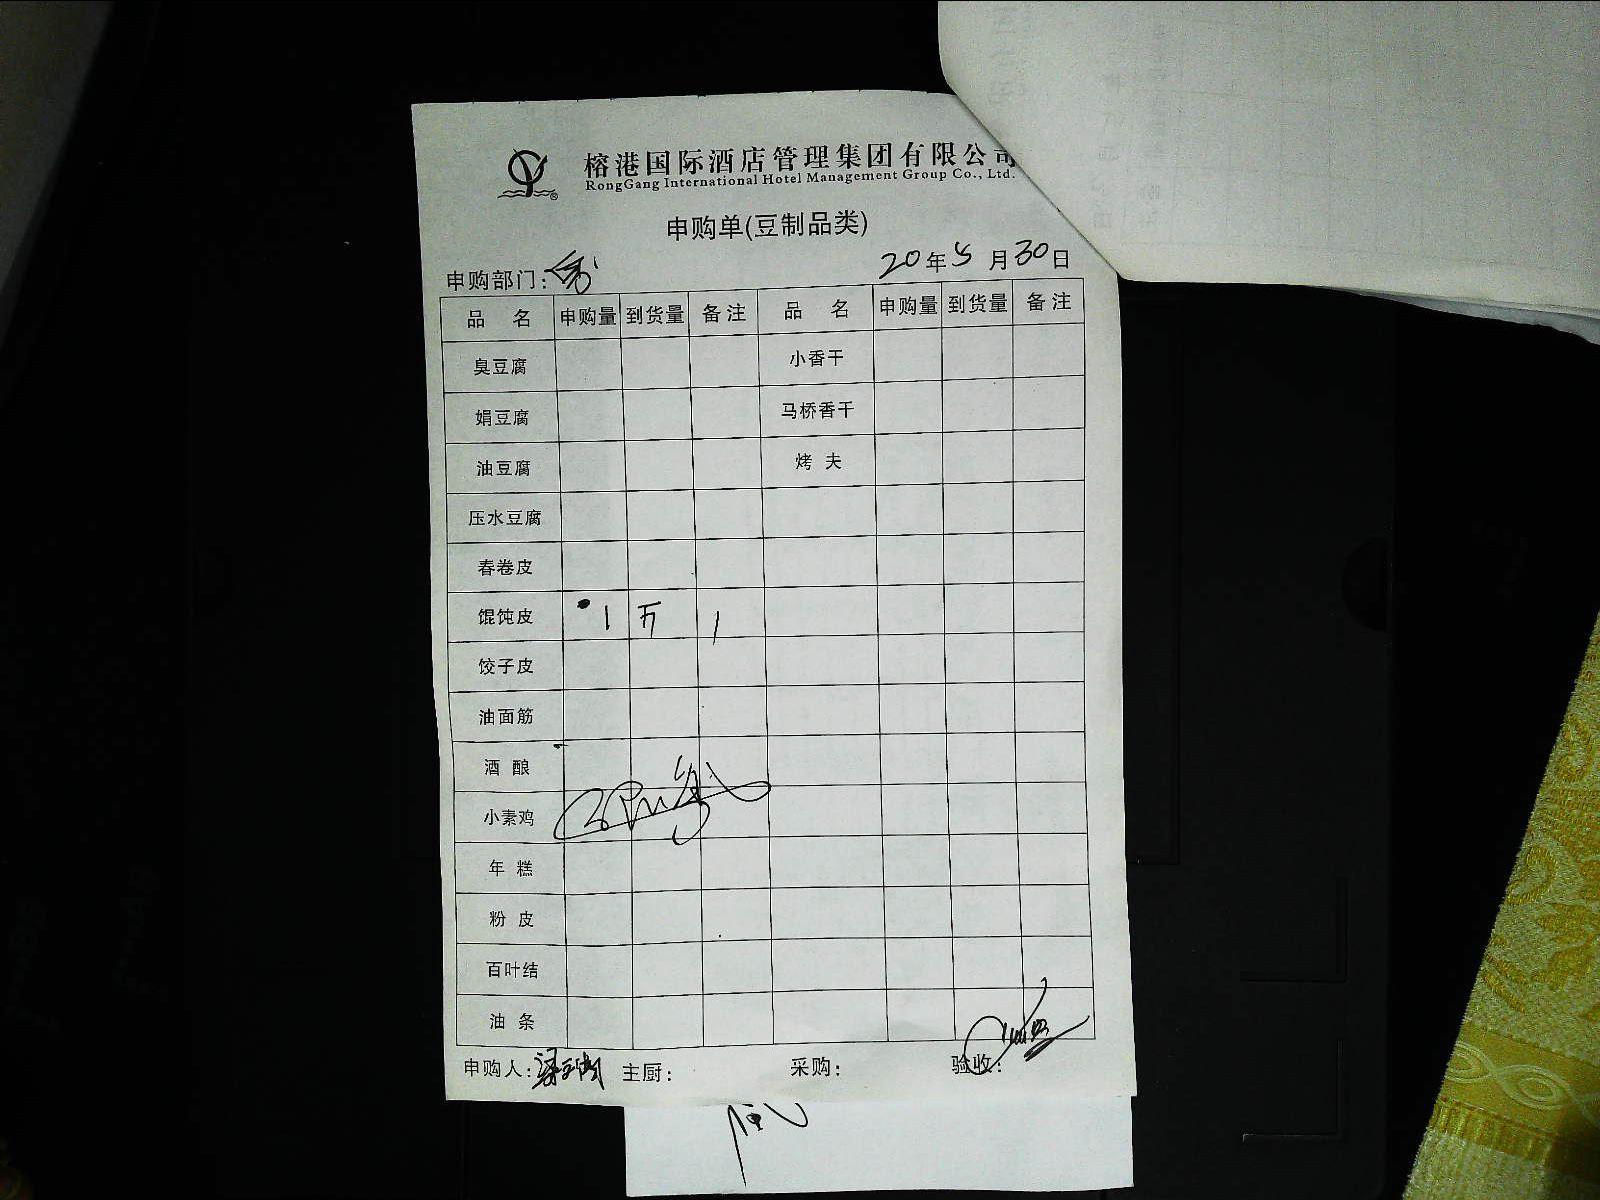 榕港国际酒店管理集团有限公司
RongGang International Hotel Management Group Co., Ltd.
申购单(豆制品类)
申购部门:
20年5月30日
品名 申购量 到货量 备注 品名 申购量 到货量 备注
臭豆腐 小香干
娟豆腐 马桥香干
油豆腐 烤夫
压水豆腐
春卷皮
馄饨皮 1 斤 1
饺子皮
油面筋
酒酿
小素鸡
年糕
粉皮
百叶结
油条
申购人: 主厨: 采购: 验收: